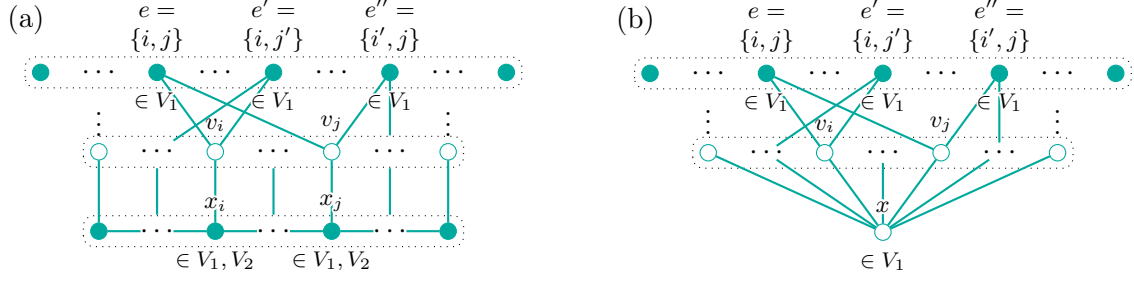 (a)
e = e′ = e″ =
{i, j} {i, j′} {i′, j}
··· ··· ··· ···
∈ V₁ ∈ V₁ ∈ V₁
⋮ vᵢ vⱼ ⋮
··· ··· ···
xᵢ xⱼ
··· ··· ···
∈ V₁, V₂ ∈ V₁, V₂
(b)
e = e′ = e″ =
{i, j} {i, j′} {i′, j}
··· ··· ··· ···
∈ V₁ ∈ V₁ ∈ V₁
⋮ vᵢ vⱼ ⋮
··· ··· ···
x
∈ V₁